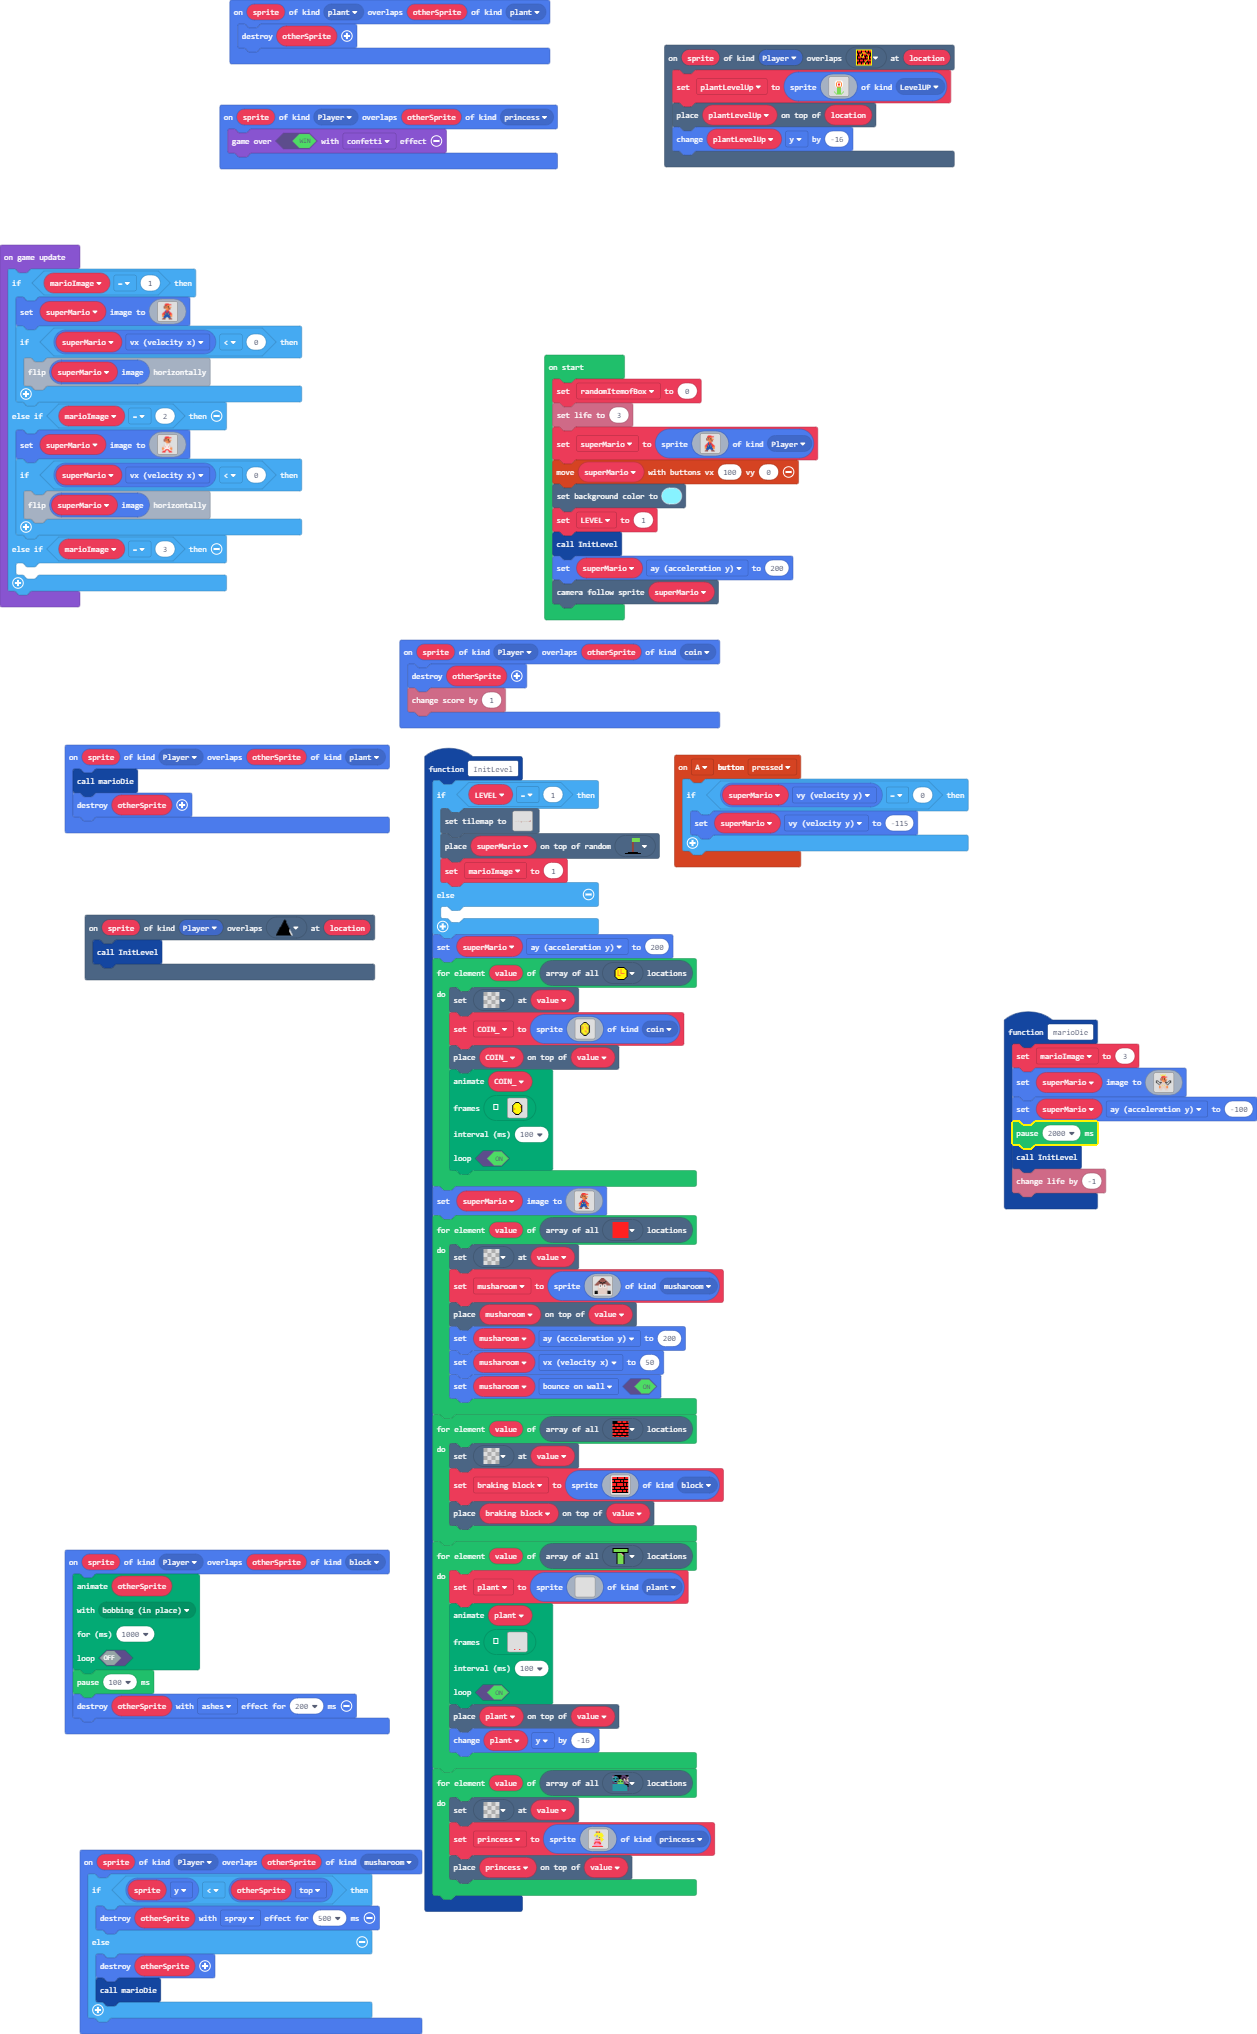 on sprite of kind plant overlaps otherSprite of kind plant
destroy otherSprite
on sprite of kind Player overlaps at location
set plantLevelUp to sprite of kind LevelUP
place plantLevelUp on top of location
change plantLevelUp y by -16
on sprite of kind Player overlaps otherSprite of kind princess
game over WIN with confetti effect
on game update
if marioImage = 1 then
set superMario image to
if superMario vx (velocity x) < 0 then
flip superMario image horizontally
else if marioImage = 2 then
set superMario image to
if superMario vx (velocity x) < 0 then
flip superMario image horizontally
else if marioImage = 3 then
on start
set randomItemofBox to 0
set life to 3
set superMario to sprite of kind Player
move superMario with buttons vx 100 vy 0
set background color to
set LEVEL to 1
call InitLevel
set superMario ay (acceleration y) to 200
camera follow sprite superMario
on sprite of kind Player overlaps otherSprite of kind coin
destroy otherSprite
change score by 1
on sprite of kind Player overlaps otherSprite of kind plant
call marioDie
destroy otherSprite
on sprite of kind Player overlaps at location
call InitLevel
function InitLevel
if LEVEL = 1 then
set tilemap to
place superMario on top of random
set marioImage to 1
else
set superMario ay (acceleration y) to 200
for element value of array of all locations
do
set at value
set COIN_ to sprite of kind coin
place COIN_ on top of value
animate COIN_
frames
interval (ms) 100
loop ON
set superMario image to
for element value of array of all locations
do
set at value
set musharoom to sprite of kind musharoom
place musharoom on top of value
set musharoom ay (acceleration y) to 200
set musharoom vx (velocity x) to 50
set musharoom bounce on wall ON
for element value of array of all locations
do
set at value
set braking block to sprite of kind block
place braking block on top of value
for element value of array of all locations
do
set plant to sprite of kind plant
animate plant
frames
interval (ms) 100
loop ON
place plant on top of value
change plant y by -16
for element value of array of all locations
do
set at value
set princess to sprite of kind princess
place princess on top of value
on A button pressed
if superMario vy (velocity y) = 0 then
set superMario vy (velocity y) to -115
function marioDie
set marioImage to 3
set superMario image to
set superMario ay (acceleration y) to -100
pause 2000 ms
call InitLevel
change life by -1
on sprite of kind Player overlaps otherSprite of kind block
animate otherSprite
with bobbing (in place)
for (ms) 1000
loop OFF
pause 100 ms
destroy otherSprite with ashes effect for 200 ms
on sprite of kind Player overlaps otherSprite of kind musharoom
if sprite y < otherSprite top then
destroy otherSprite with spray effect for 500 ms
else
destroy otherSprite
call marioDie